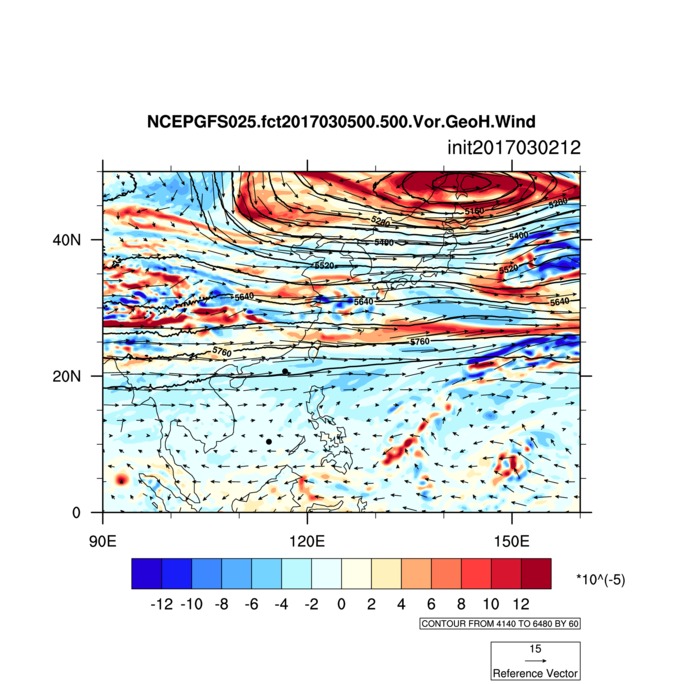 NCEPGFS025.fct2017030500.500.Vor.GeoH.Wind
init2017030212
5280
5160
5280
5400
5400
40N
5520
5520
5640
5640
5640
5760
5760
20N
0
90E 120E 150E
-12 -10 -8 -6 -4 -2 0 2 4 6 8 10 12
*10^(-5)
CONTOUR FROM 4140 TO 6480 BY 60
15
Reference Vector